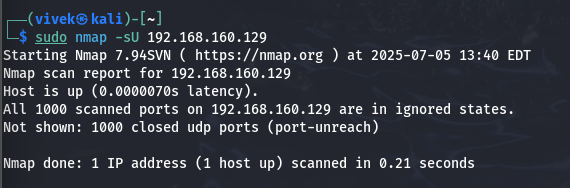 ┌──(vivek㉿kali)-[~]
└─$ sudo nmap -sU 192.168.160.129
Starting Nmap 7.94SVN ( https://nmap.org ) at 2025-07-05 13:40 EDT
Nmap scan report for 192.168.160.129
Host is up (0.0000070s latency).
All 1000 scanned ports on 192.168.160.129 are in ignored states.
Not shown: 1000 closed udp ports (port-unreach)

Nmap done: 1 IP address (1 host up) scanned in 0.21 seconds